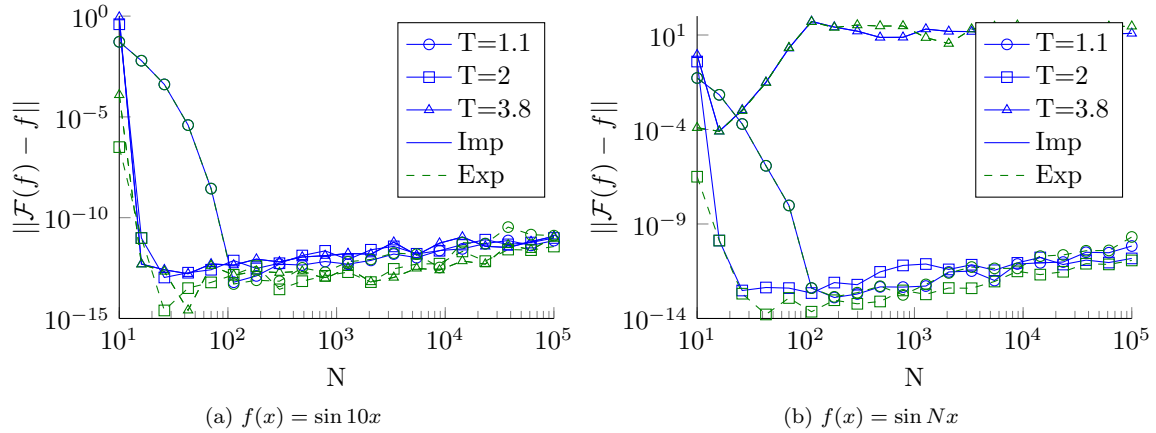 10^0
10^{-5}
10^{-10}
10^{-15}
||𝓕(f) − f||
10^1
10^2
10^3
10^4
10^5
N
T=1.1
T=2
T=3.8
Imp
Exp
(a) f(x) = sin 10x
10^1
10^{-4}
10^{-9}
10^{-14}
||𝓕(f) − f||
10^1
10^2
10^3
10^4
10^5
N
T=1.1
T=2
T=3.8
Imp
Exp
(b) f(x) = sin Nx